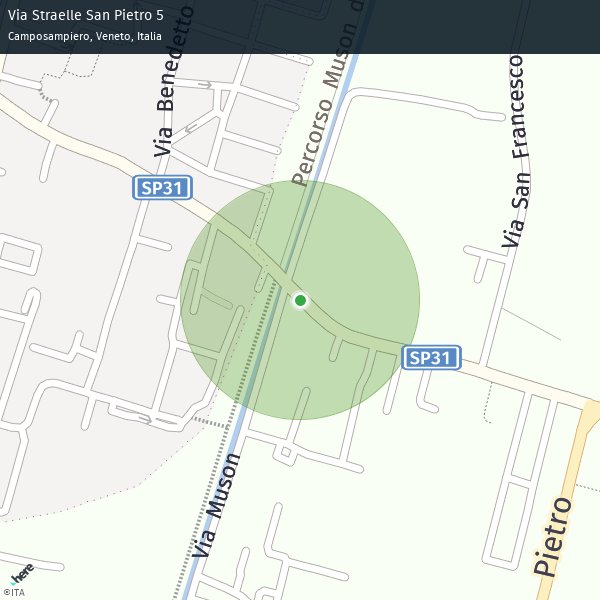 Via Straelle San Pietro 5
Camposampiero, Veneto, Italia
Via Benedetto
Percorso Muson d
Via San Francesco
SP31
SP31
Via Muson
Pietro
here
©ITA